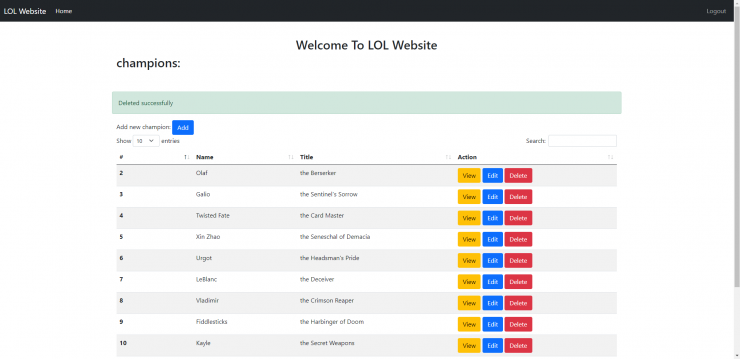 LOL Website Home Logout
Welcome To LOL Website
champions:
Deleted successfully
Add new champion: Add
Show 10 entries Search:
# Name Title Action
2 Olaf the Berserker View Edit Delete
3 Galio the Sentinel's Sorrow View Edit Delete
4 Twisted Fate the Card Master View Edit Delete
5 Xin Zhao the Seneschal of Demacia View Edit Delete
6 Urgot the Headsman's Pride View Edit Delete
7 LeBlanc the Deceiver View Edit Delete
8 Vladimir the Crimson Reaper View Edit Delete
9 Fiddlesticks the Harbinger of Doom View Edit Delete
10 Kayle the Secret Weapons View Edit Delete